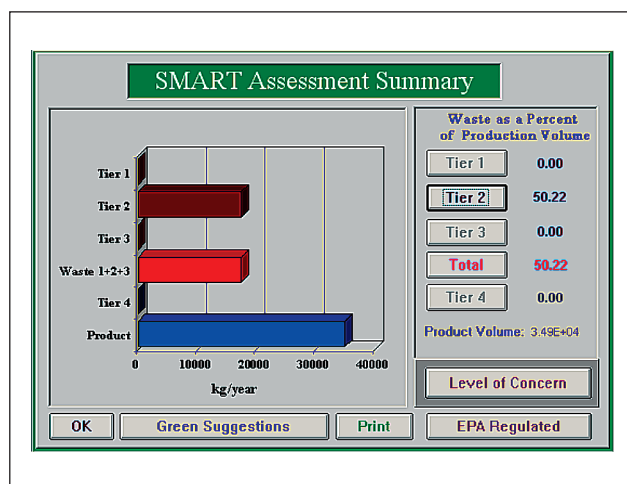 SMART Assessment Summary
Tier 1
Tier 2
Tier 3
Waste 1+2+3
Tier 4
Product
0 10000 20000 30000 40000
kg/year
Waste as a Percent
of Production Volume
Tier 1 0.00
Tier 2 50.22
Tier 3 0.00
Total 50.22
Tier 4 0.00
Product Volume: 3.49E+04
Level of Concern
OK Green Suggestions Print EPA Regulated